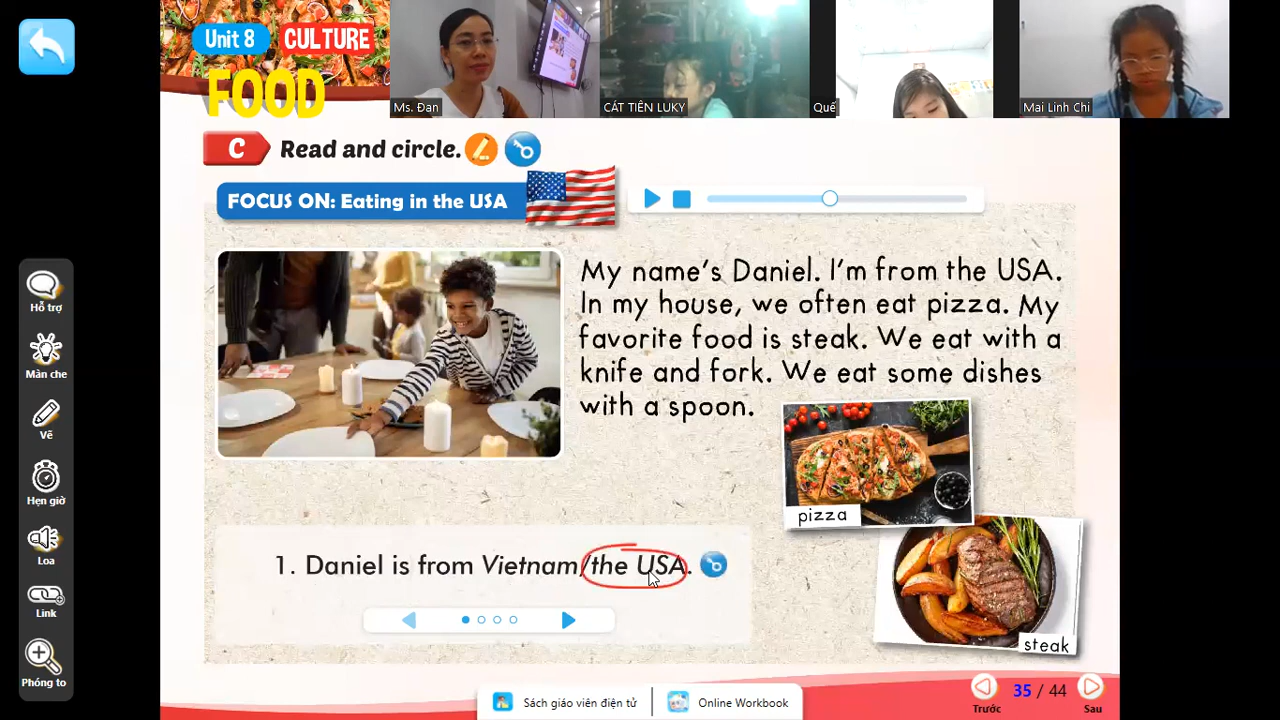 Unit 8
CULTURE
FOOD
Ms. Đan
CÁT TIÊN LUKY
Quế
Mai Linh Chi
C
Read and circle.
FOCUS ON: Eating in the USA
My name's Daniel. I'm from the USA.
In my house, we often eat pizza. My
favorite food is steak. We eat with a
knife and fork. We eat some dishes
with a spoon.
pizza
steak
1. Daniel is from Vietnam/the USA.
Hỗ trợ
Màn che
Vẽ
Hẹn giờ
Loa
Link
Phóng to
Sách giáo viên điện tử
Online Workbook
Trước
35 / 44
Sau